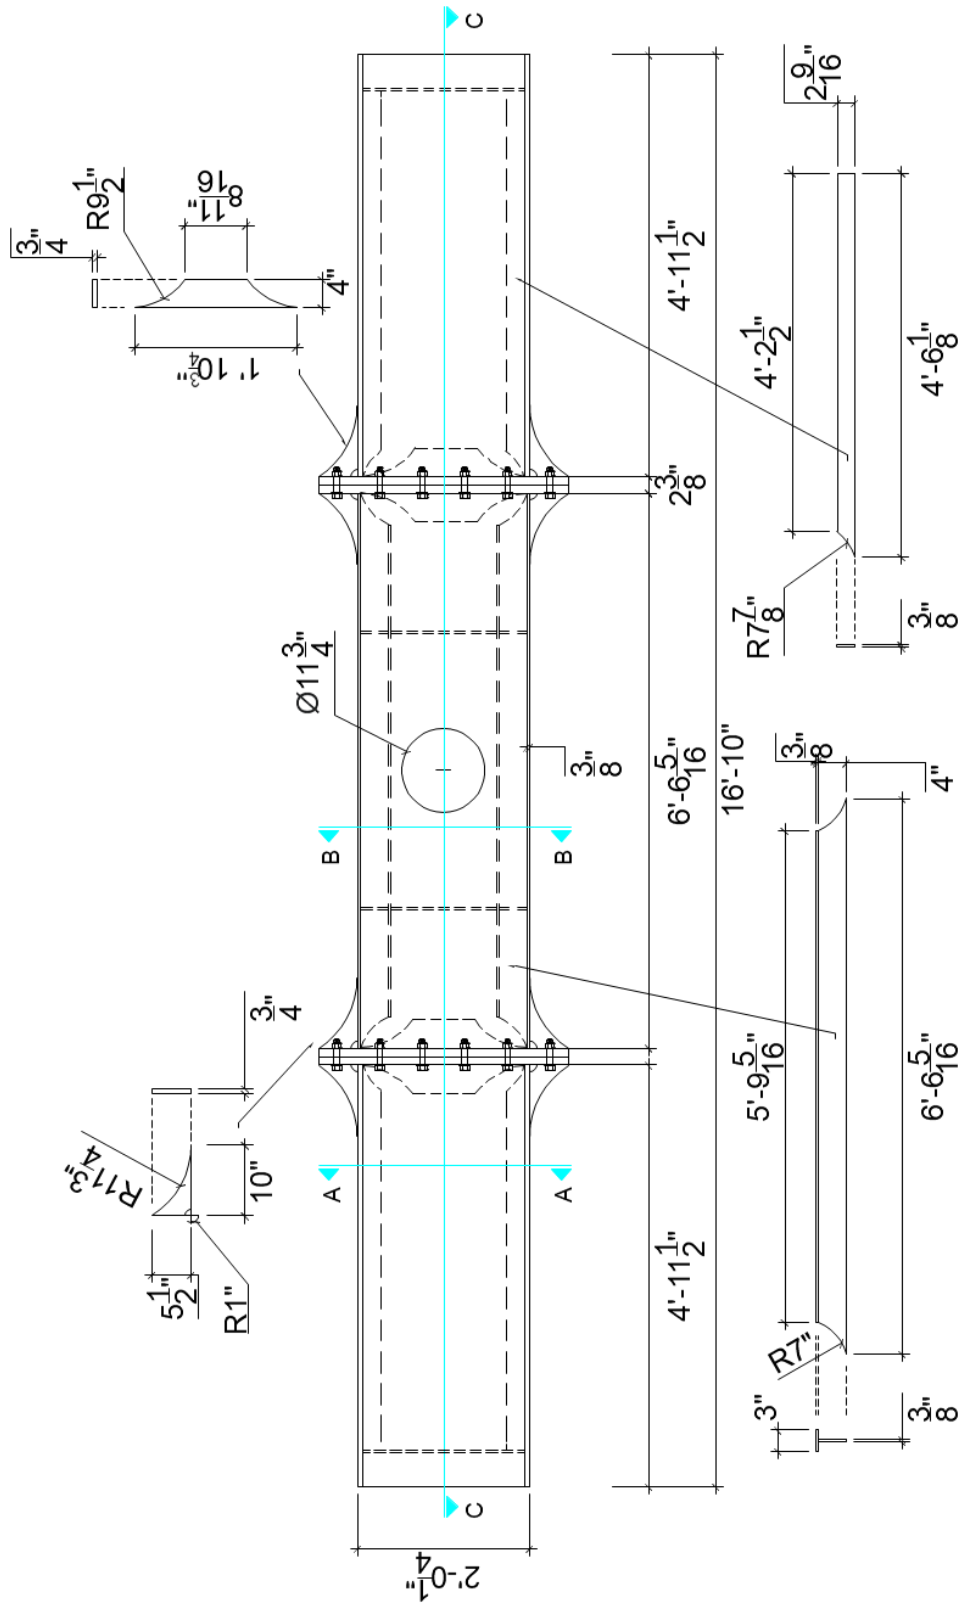 C
3/4"
R9 1/2"
8 11/16"
4"
1' 10 3/4"
2 9/16"
4'-11 1/2"
4'-2 1/2"
4'-6 1/8"
R7 7/8"
3/8"
2 3/8"
Ø11 3/4"
3/8"
6'-6 5/16"
16'-10"
B
B
3/8"
4"
5'-9 5/16"
6'-6 5/16"
R7"
3"
3/8"
3/4"
R11 3/4"
10"
5 1/2"
R1"
A
A
4'-11 1/2"
C
2'-0 1/4"